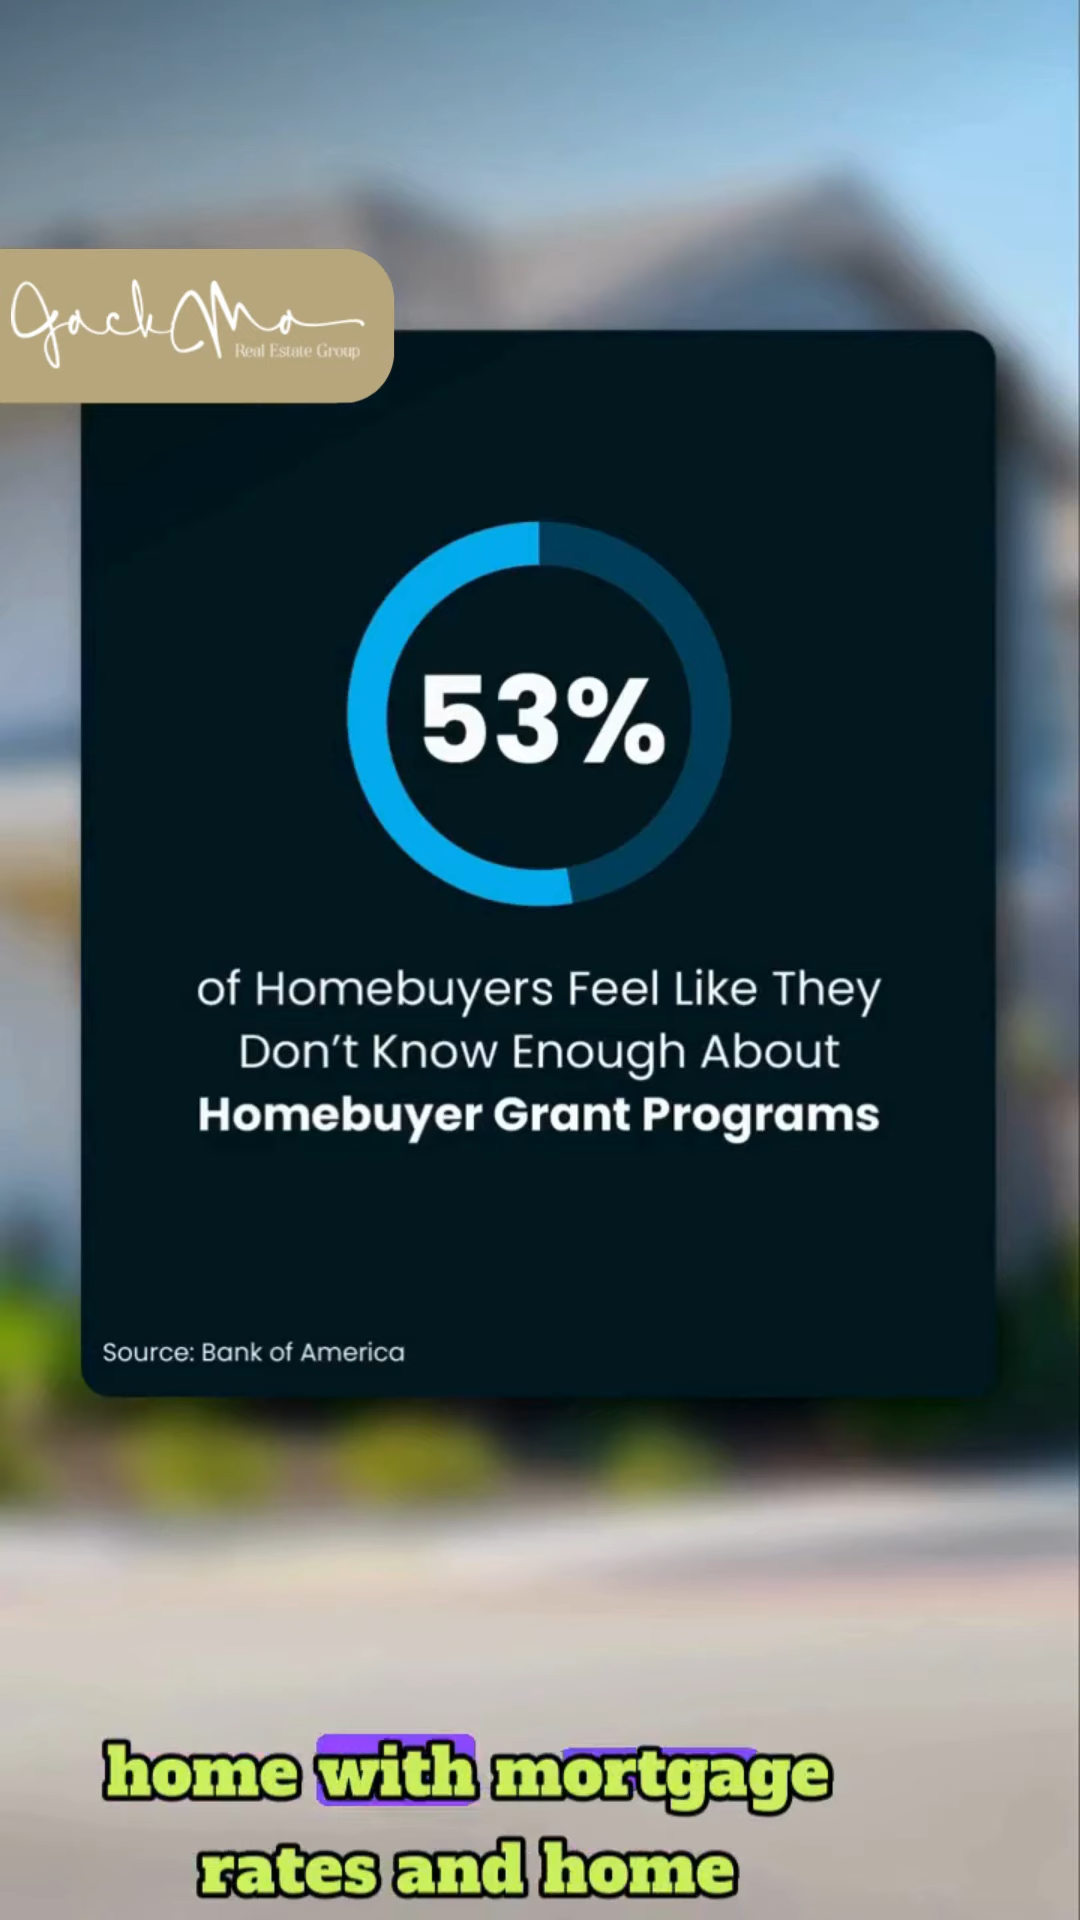 Jack Ma
Real Estate Group
53%
of Homebuyers Feel Like They
Don't Know Enough About
Homebuyer Grant Programs
Source: Bank of America
home with mortgage
rates and home